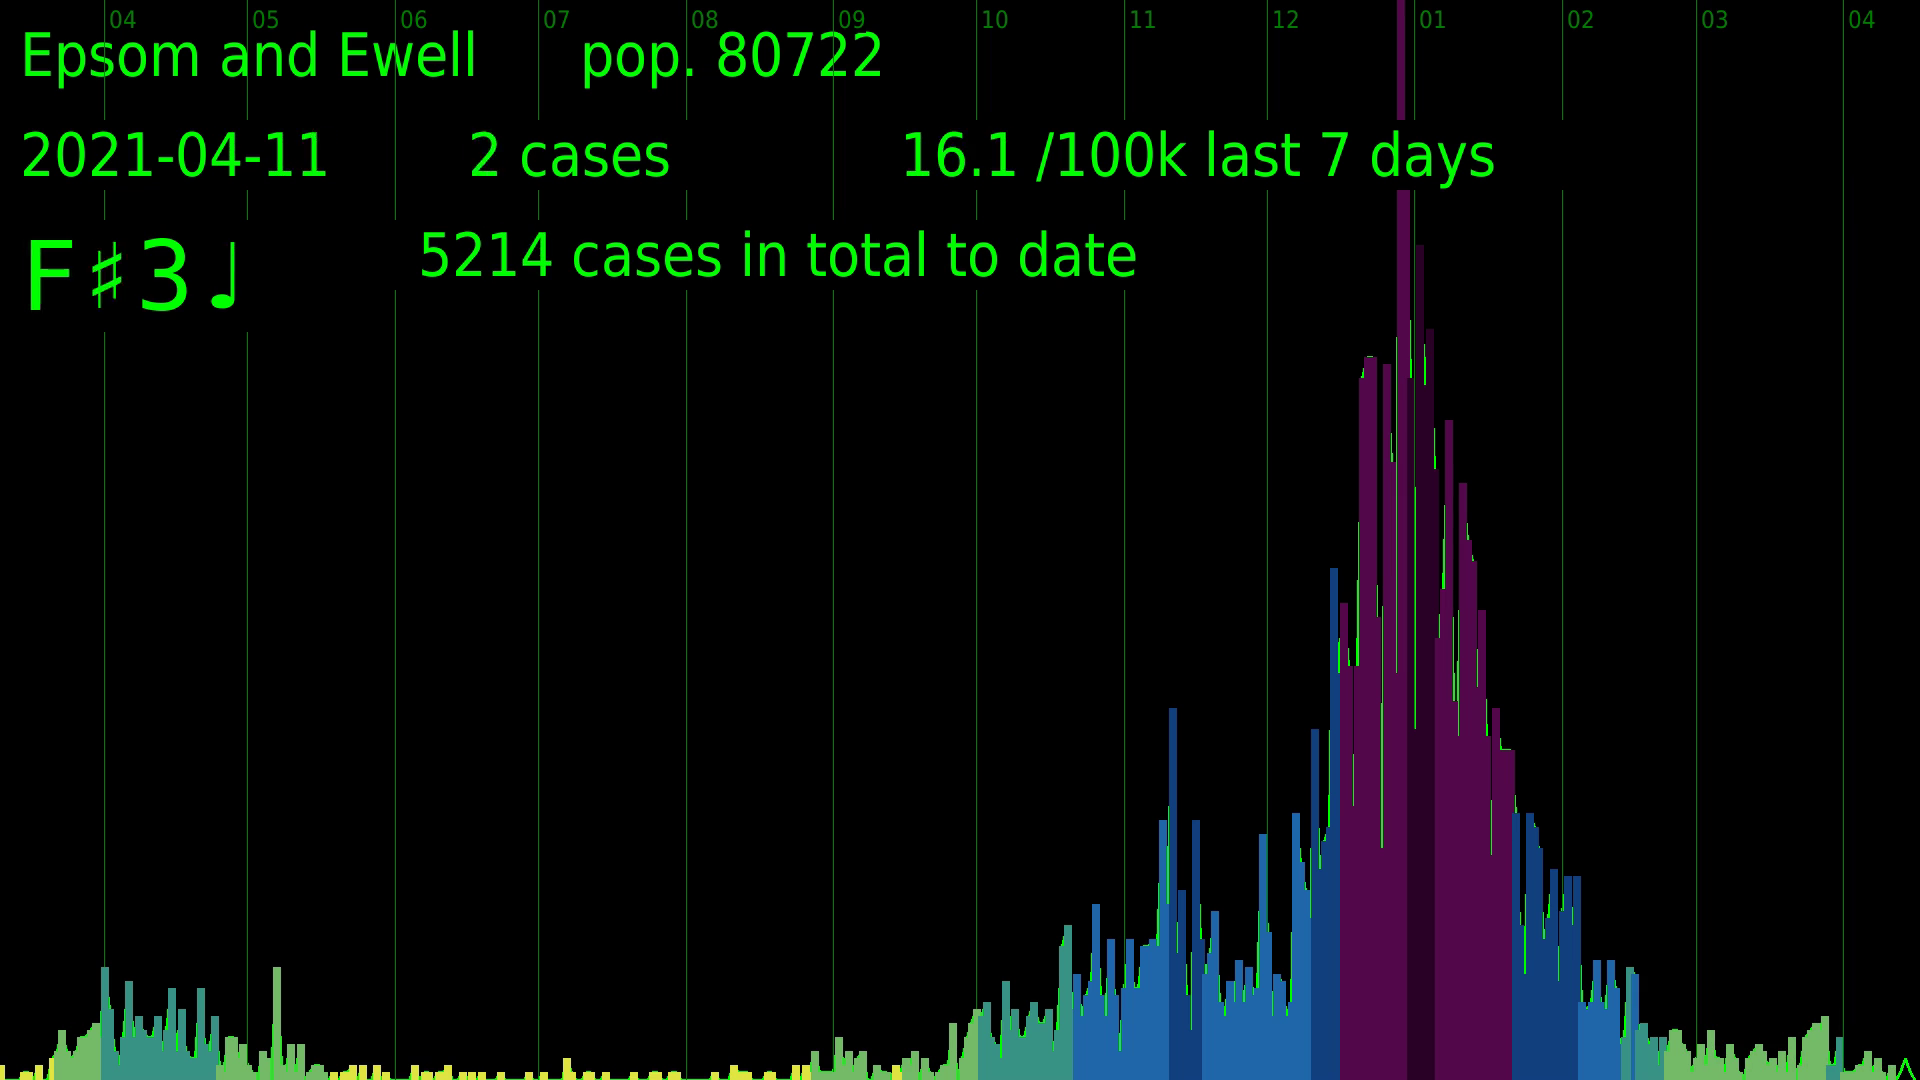 04 05 06 07 08 09 10 11 12 01 02 03 04
Epsom and Ewell pop. 80722
2021-04-11 2 cases 16.1 /100k last 7 days
F♯3♩ 5214 cases in total to date